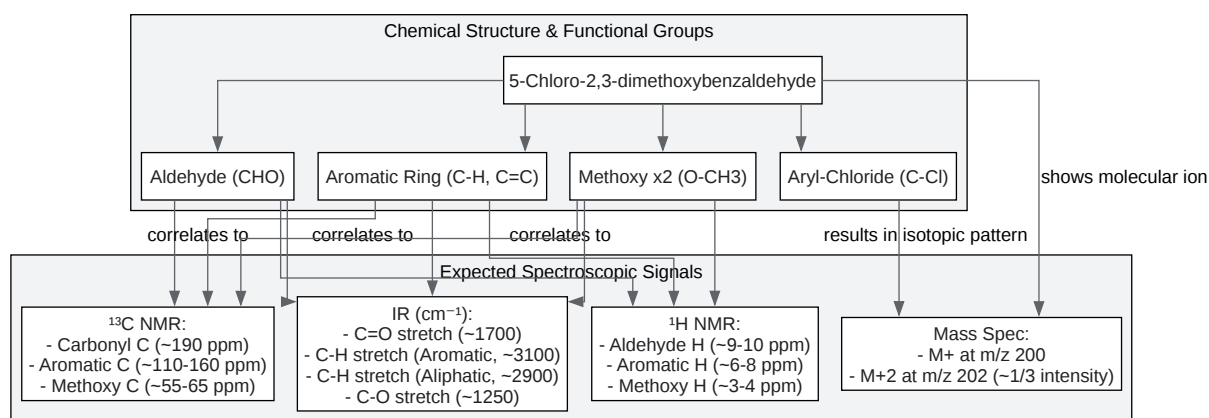 Chemical Structure & Functional Groups
5-Chloro-2,3-dimethoxybenzaldehyde
Aldehyde (CHO)
Aromatic Ring (C-H, C=C)
Methoxy x2 (O-CH3)
Aryl-Chloride (C-Cl)
shows molecular ion
correlates to
correlates to
correlates to
results in isotopic pattern
Expected Spectroscopic Signals
¹³C NMR:
- Carbonyl C (~190 ppm)
- Aromatic C (~110-160 ppm)
- Methoxy C (~55-65 ppm)
IR (cm⁻¹):
- C=O stretch (~1700)
- C-H stretch (Aromatic, ~3100)
- C-H stretch (Aliphatic, ~2900)
- C-O stretch (~1250)
¹H NMR:
- Aldehyde H (~9-10 ppm)
- Aromatic H (~6-8 ppm)
- Methoxy H (~3-4 ppm)
Mass Spec:
- M+ at m/z 200
- M+2 at m/z 202 (~1/3 intensity)